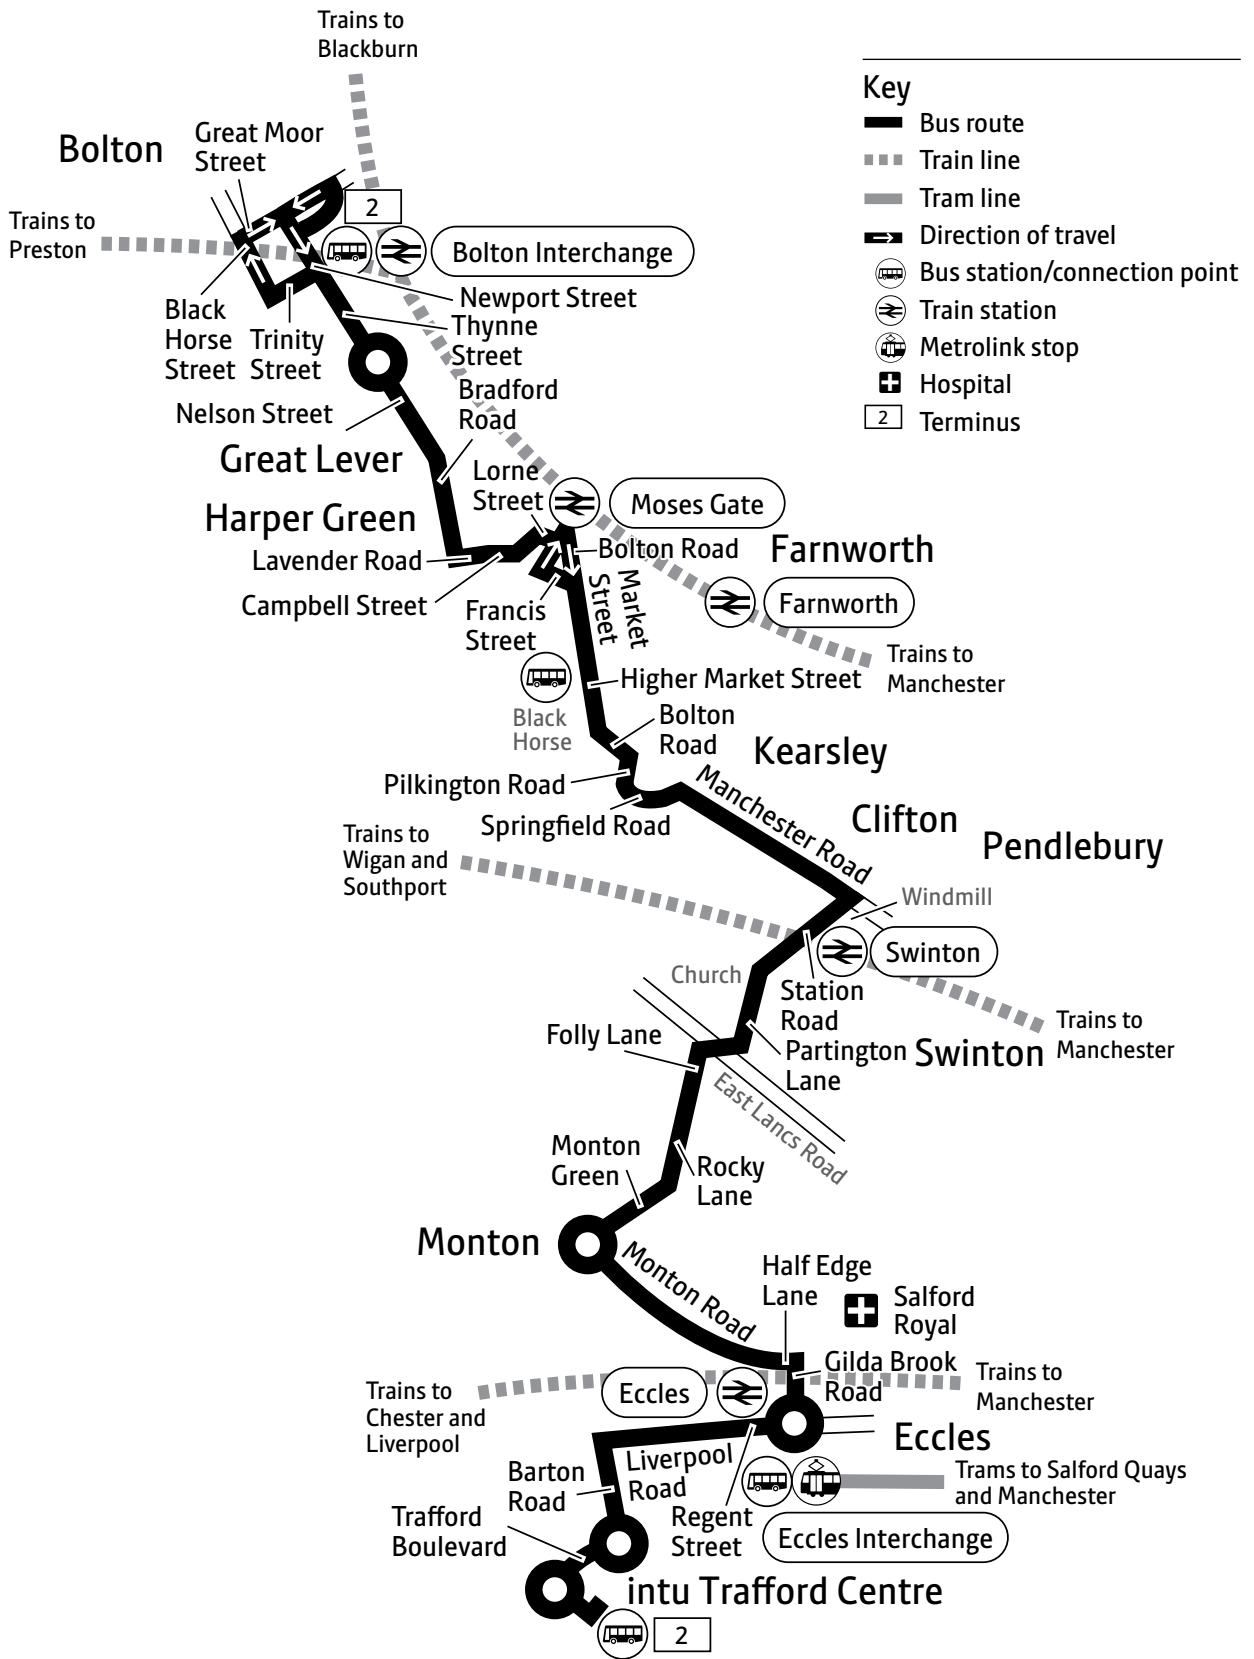 Trains to
Blackburn
Key
Bus route
Train line
Tram line
Direction of travel
Bus station/connection point
Train station
Metrolink stop
Hospital
2
Terminus
Bolton
Great Moor
Street
2
Trains to
Preston
Bolton Interchange
Newport Street
Black
Horse
Street
Trinity
Street
Thynne
Street
Nelson Street
Bradford
Road
Great Lever
Lorne
Street
Moses Gate
Harper Green
Lavender Road
Bolton Road
Farnworth
Campbell Street
Francis
Street
Market
Street
Farnworth
Trains to
Manchester
Higher Market Street
Black
Horse
Bolton
Road
Kearsley
Pilkington Road
Springfield Road
Manchester Road
Clifton
Pendlebury
Trains to
Wigan and
Southport
Windmill
Swinton
Church
Station
Road
Trains to
Manchester
Folly Lane
Partington
Lane
Swinton
East Lancs Road
Monton
Green
Rocky
Lane
Monton
Monton Road
Half Edge
Lane
Salford
Royal
Gilda Brook
Road
Trains to
Manchester
Eccles
Trains to
Chester and
Liverpool
Eccles
Liverpool
Road
Barton
Road
Trams to Salford Quays
and Manchester
Regent
Street
Trafford
Boulevard
Eccles Interchange
intu Trafford Centre
2